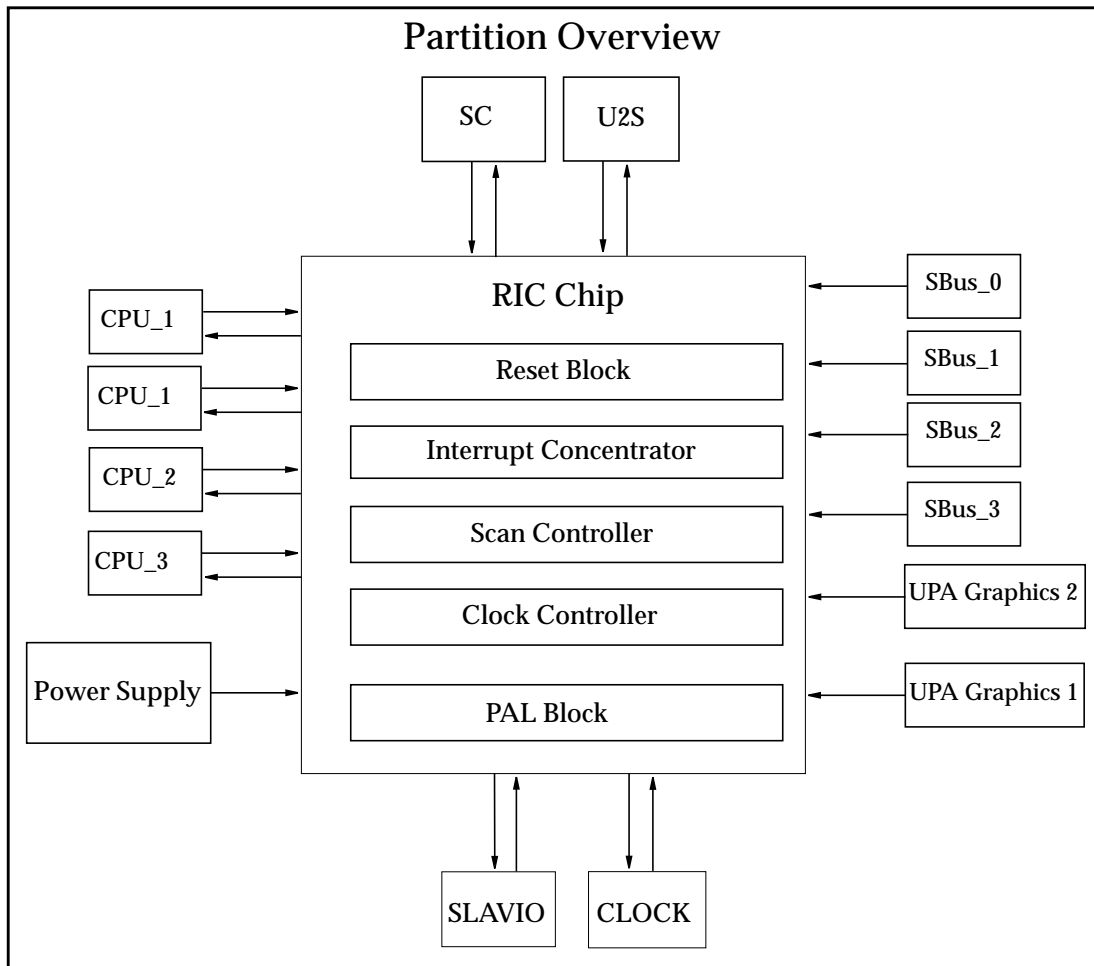 Partition Overview
SC
U2S
RIC Chip
CPU_1
CPU_1
CPU_2
CPU_3
Power Supply
Reset Block
Interrupt Concentrator
Scan Controller
Clock Controller
PAL Block
SBus_0
SBus_1
SBus_2
SBus_3
UPA Graphics 2
UPA Graphics 1
SLAVIO
CLOCK